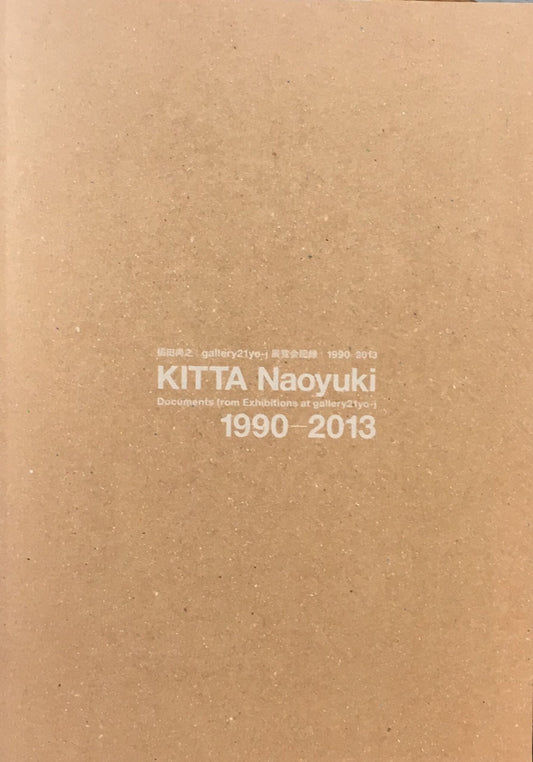 橘田尚之 gallery21yo-j 展覧会記録 1990-2013
KITTA Naoyuki
Documents from Exhibitions at gallery21yo-j
1990–2013